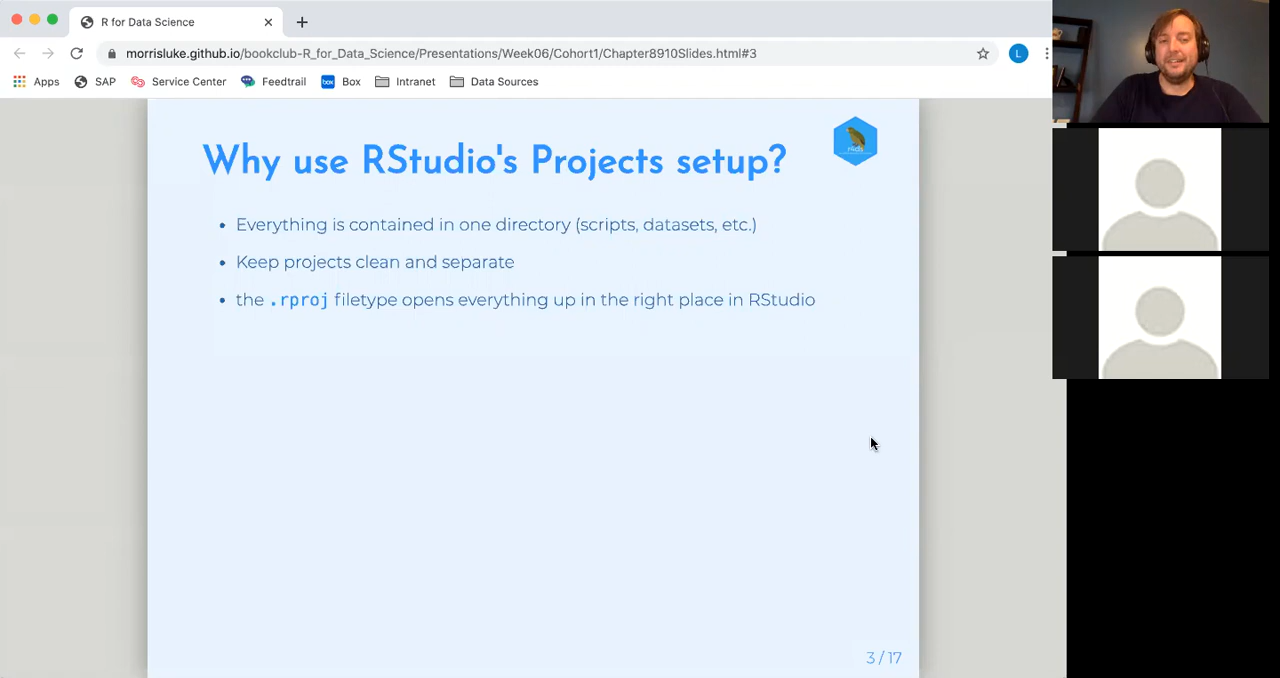 R for Data Science
morrisluke.github.io/bookclub-R_for_Data_Science/Presentations/Week06/Cohort1/Chapter8910Slides.html#3
L
Apps SAP Service Center Feedtrail box Box Intranet Data Sources
Why use RStudio's Projects setup?
Everything is contained in one directory (scripts, datasets, etc.)
Keep projects clean and separate
the .rproj filetype opens everything up in the right place in RStudio
3 / 17